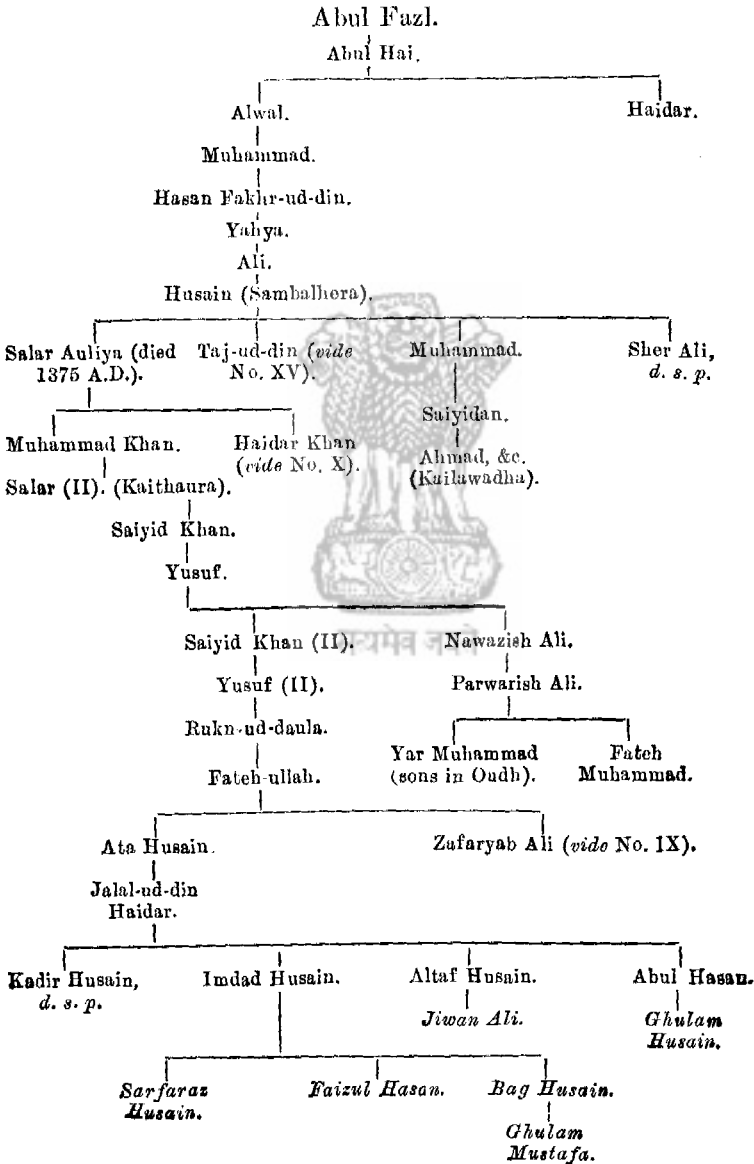 Abul Fazl.
Abul Hai.
Alwal. Haidar.
Muhammad.
Hasan Fakhr-ud-din.
Yahya.
Ali.
Husain (Sambalhera).
Salar Auliya (died Taj-ud-din (vide Muhammad. Sher Ali,
1375 A.D.). No. XV). d. s. p.
Saiyidan.
Muhammad Khan. Haidar Khan Ahmad, &c.
(vide No. X). (Kailawadha).
Salar (II). (Kaithaura).
Saiyid Khan.
Yusuf.
सत्यमेव जयते
Saiyid Khan (II). Nawazish Ali.
Yusuf (II). Parwarish Ali.
Rukn-ud-daula.
Yar Muhammad Fateh
(sons in Oudh). Muhammad.
Fateh-ullah.
Ata Husain. Zafaryab Ali (vide No. IX).
Jalal-ud-din
Haidar.
Kadir Husain, Imdad Husain. Altaf Husain. Abul Hasan.
d. s. p.
Jiwan Ali. Ghulam
Husain.
Sarfaraz Faizul Hasan. Bag Husain.
Husain.
Ghulam
Mustafa.